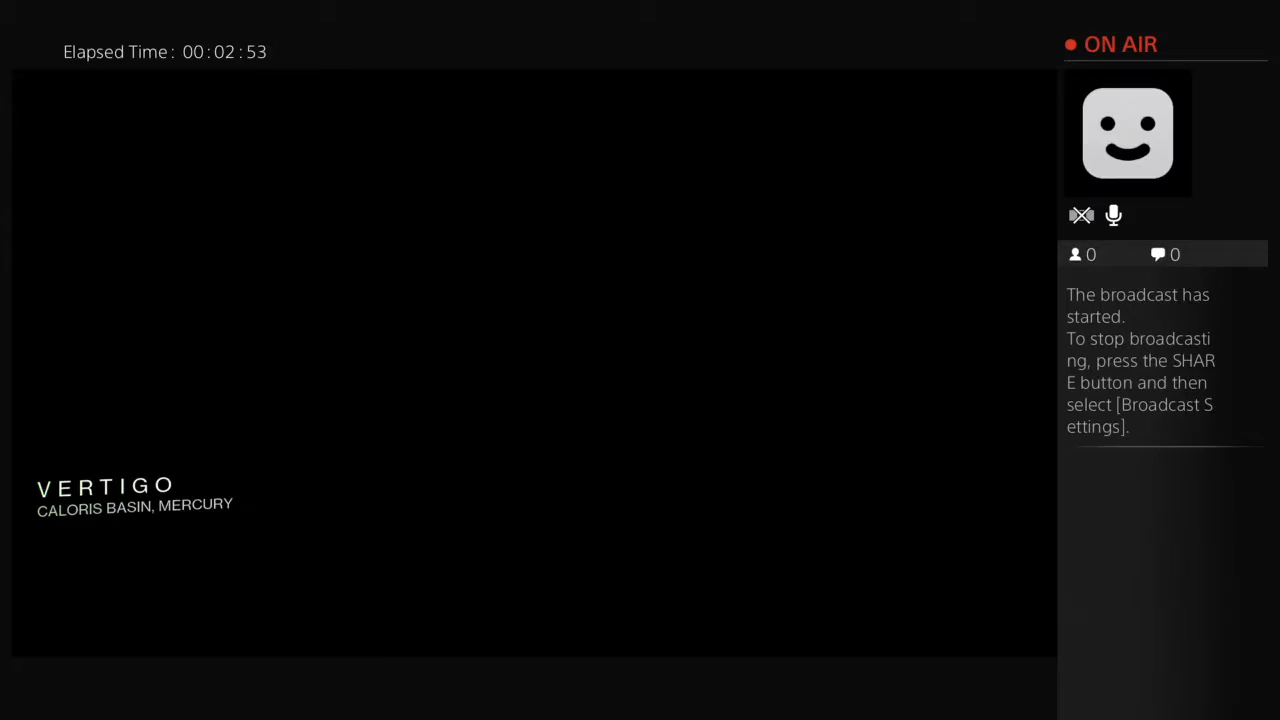 Elapsed Time: 00:02:53
ON AIR
0 0
The broadcast has
started.
To stop broadcasti
ng, press the SHAR
E button and then
select [Broadcast S
ettings].
VERTIGO
CALORIS BASIN, MERCURY